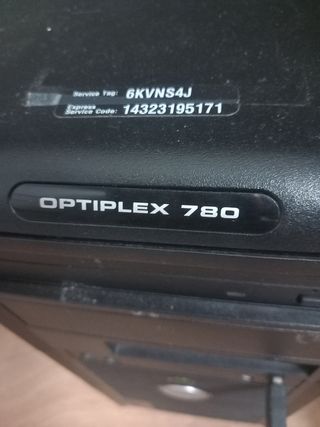 Service Tag: 6KVNS4J
Express
Service Code: 14323195171
OPTIPLEX 780